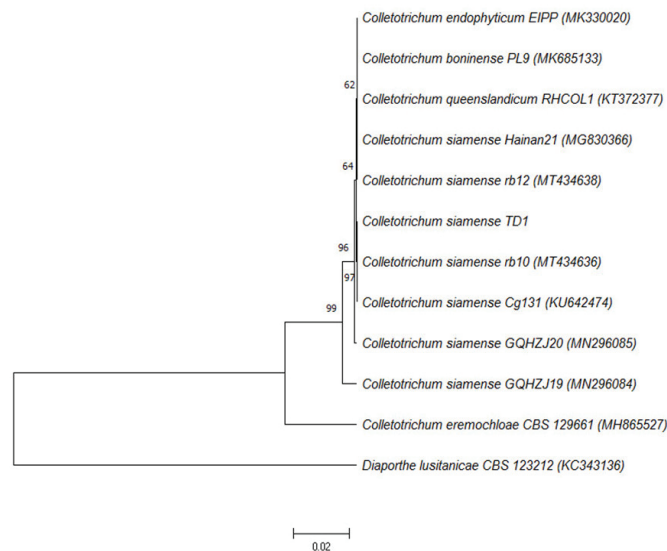 Colletotrichum endophyticum EIPP (MK330020)
Colletotrichum boninense PL9 (MK685133)
62
Colletotrichum queenslandicum RHCOL1 (KT372377)
Colletotrichum siamense Hainan21 (MG830366)
64
Colletotrichum siamense rb12 (MT434638)
Colletotrichum siamense TD1
96
Colletotrichum siamense rb10 (MT434636)
97
Colletotrichum siamense Cg131 (KU642474)
99
Colletotrichum siamense GQHZJ20 (MN296085)
Colletotrichum siamense GQHZJ19 (MN296084)
Colletotrichum eremochloae CBS 129661 (MH865527)
Diaporthe lusitanicae CBS 123212 (KC343136)
0.02